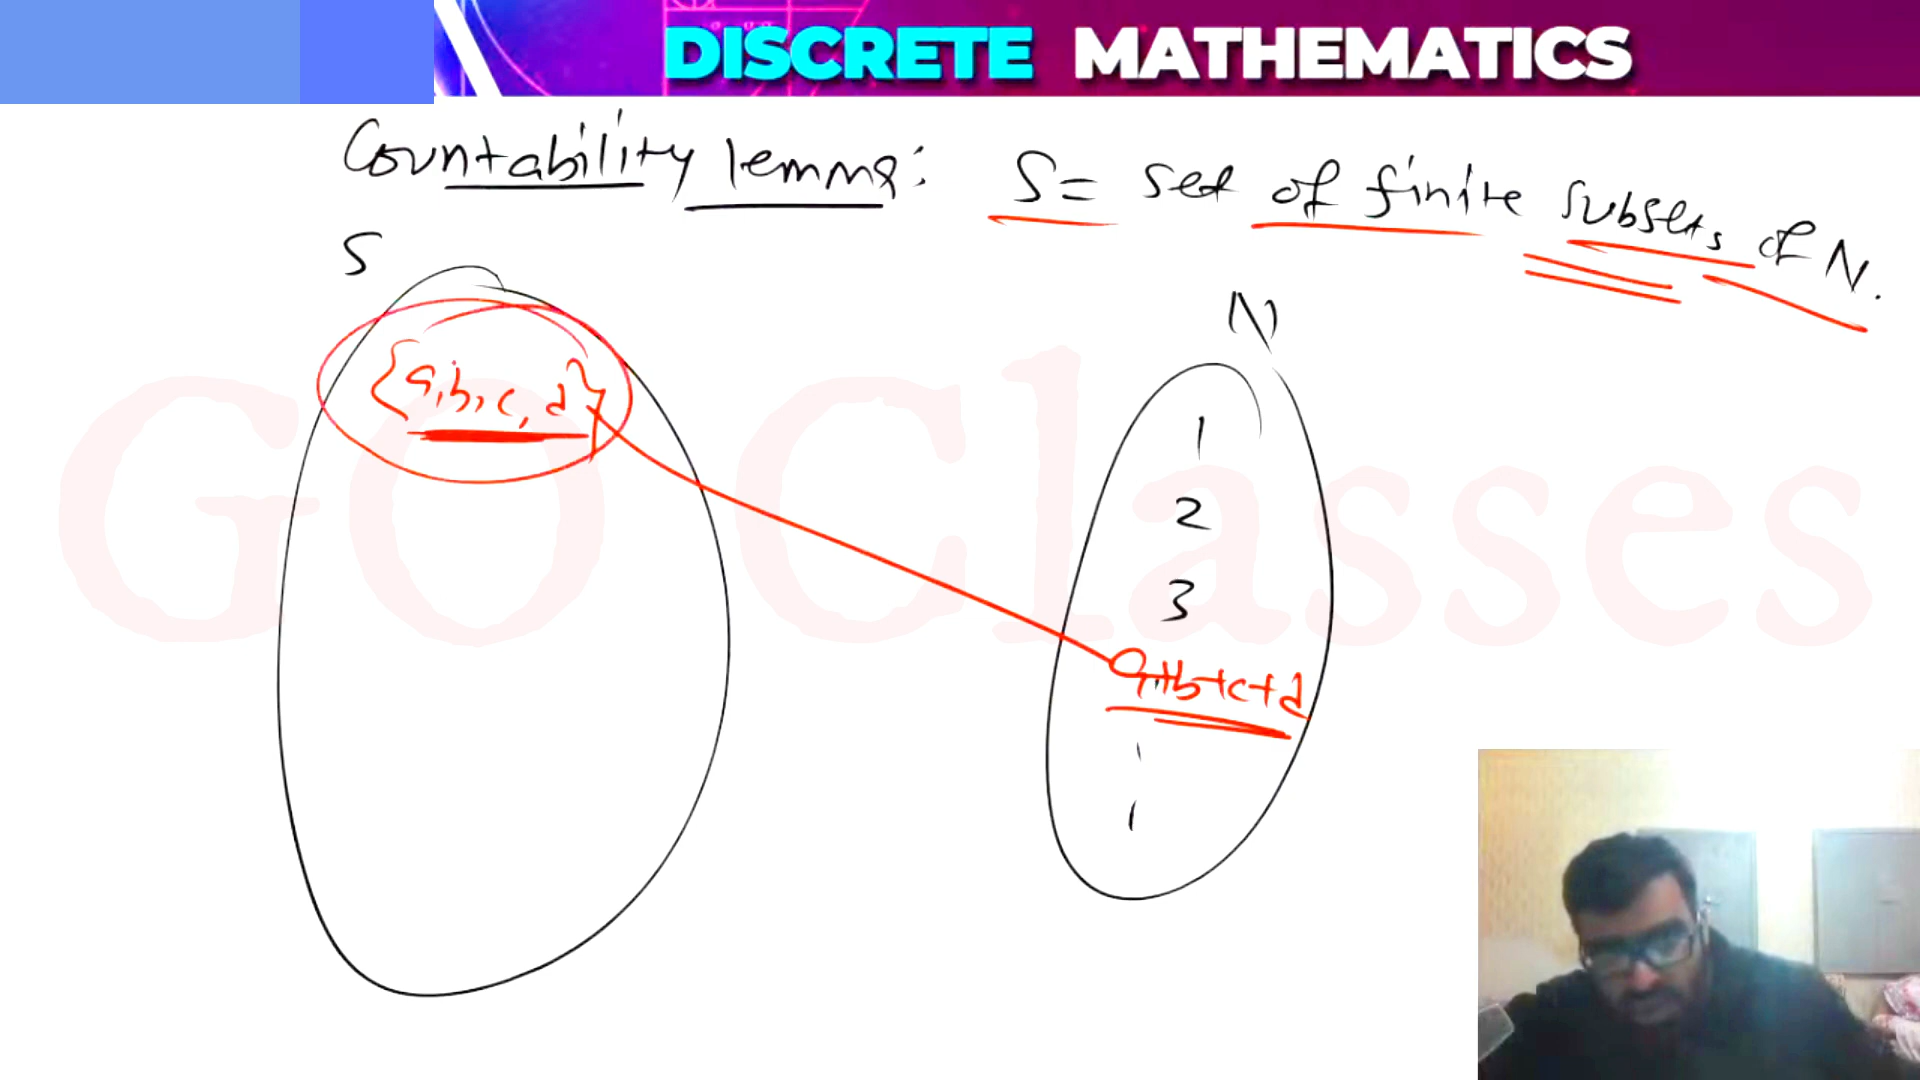 DISCRETE MATHEMATICS
Countability lemma: S = set of finite subsets of N.
S
N
{a,b,c,d}
1
2
3
a+b+c+d
GO Classes